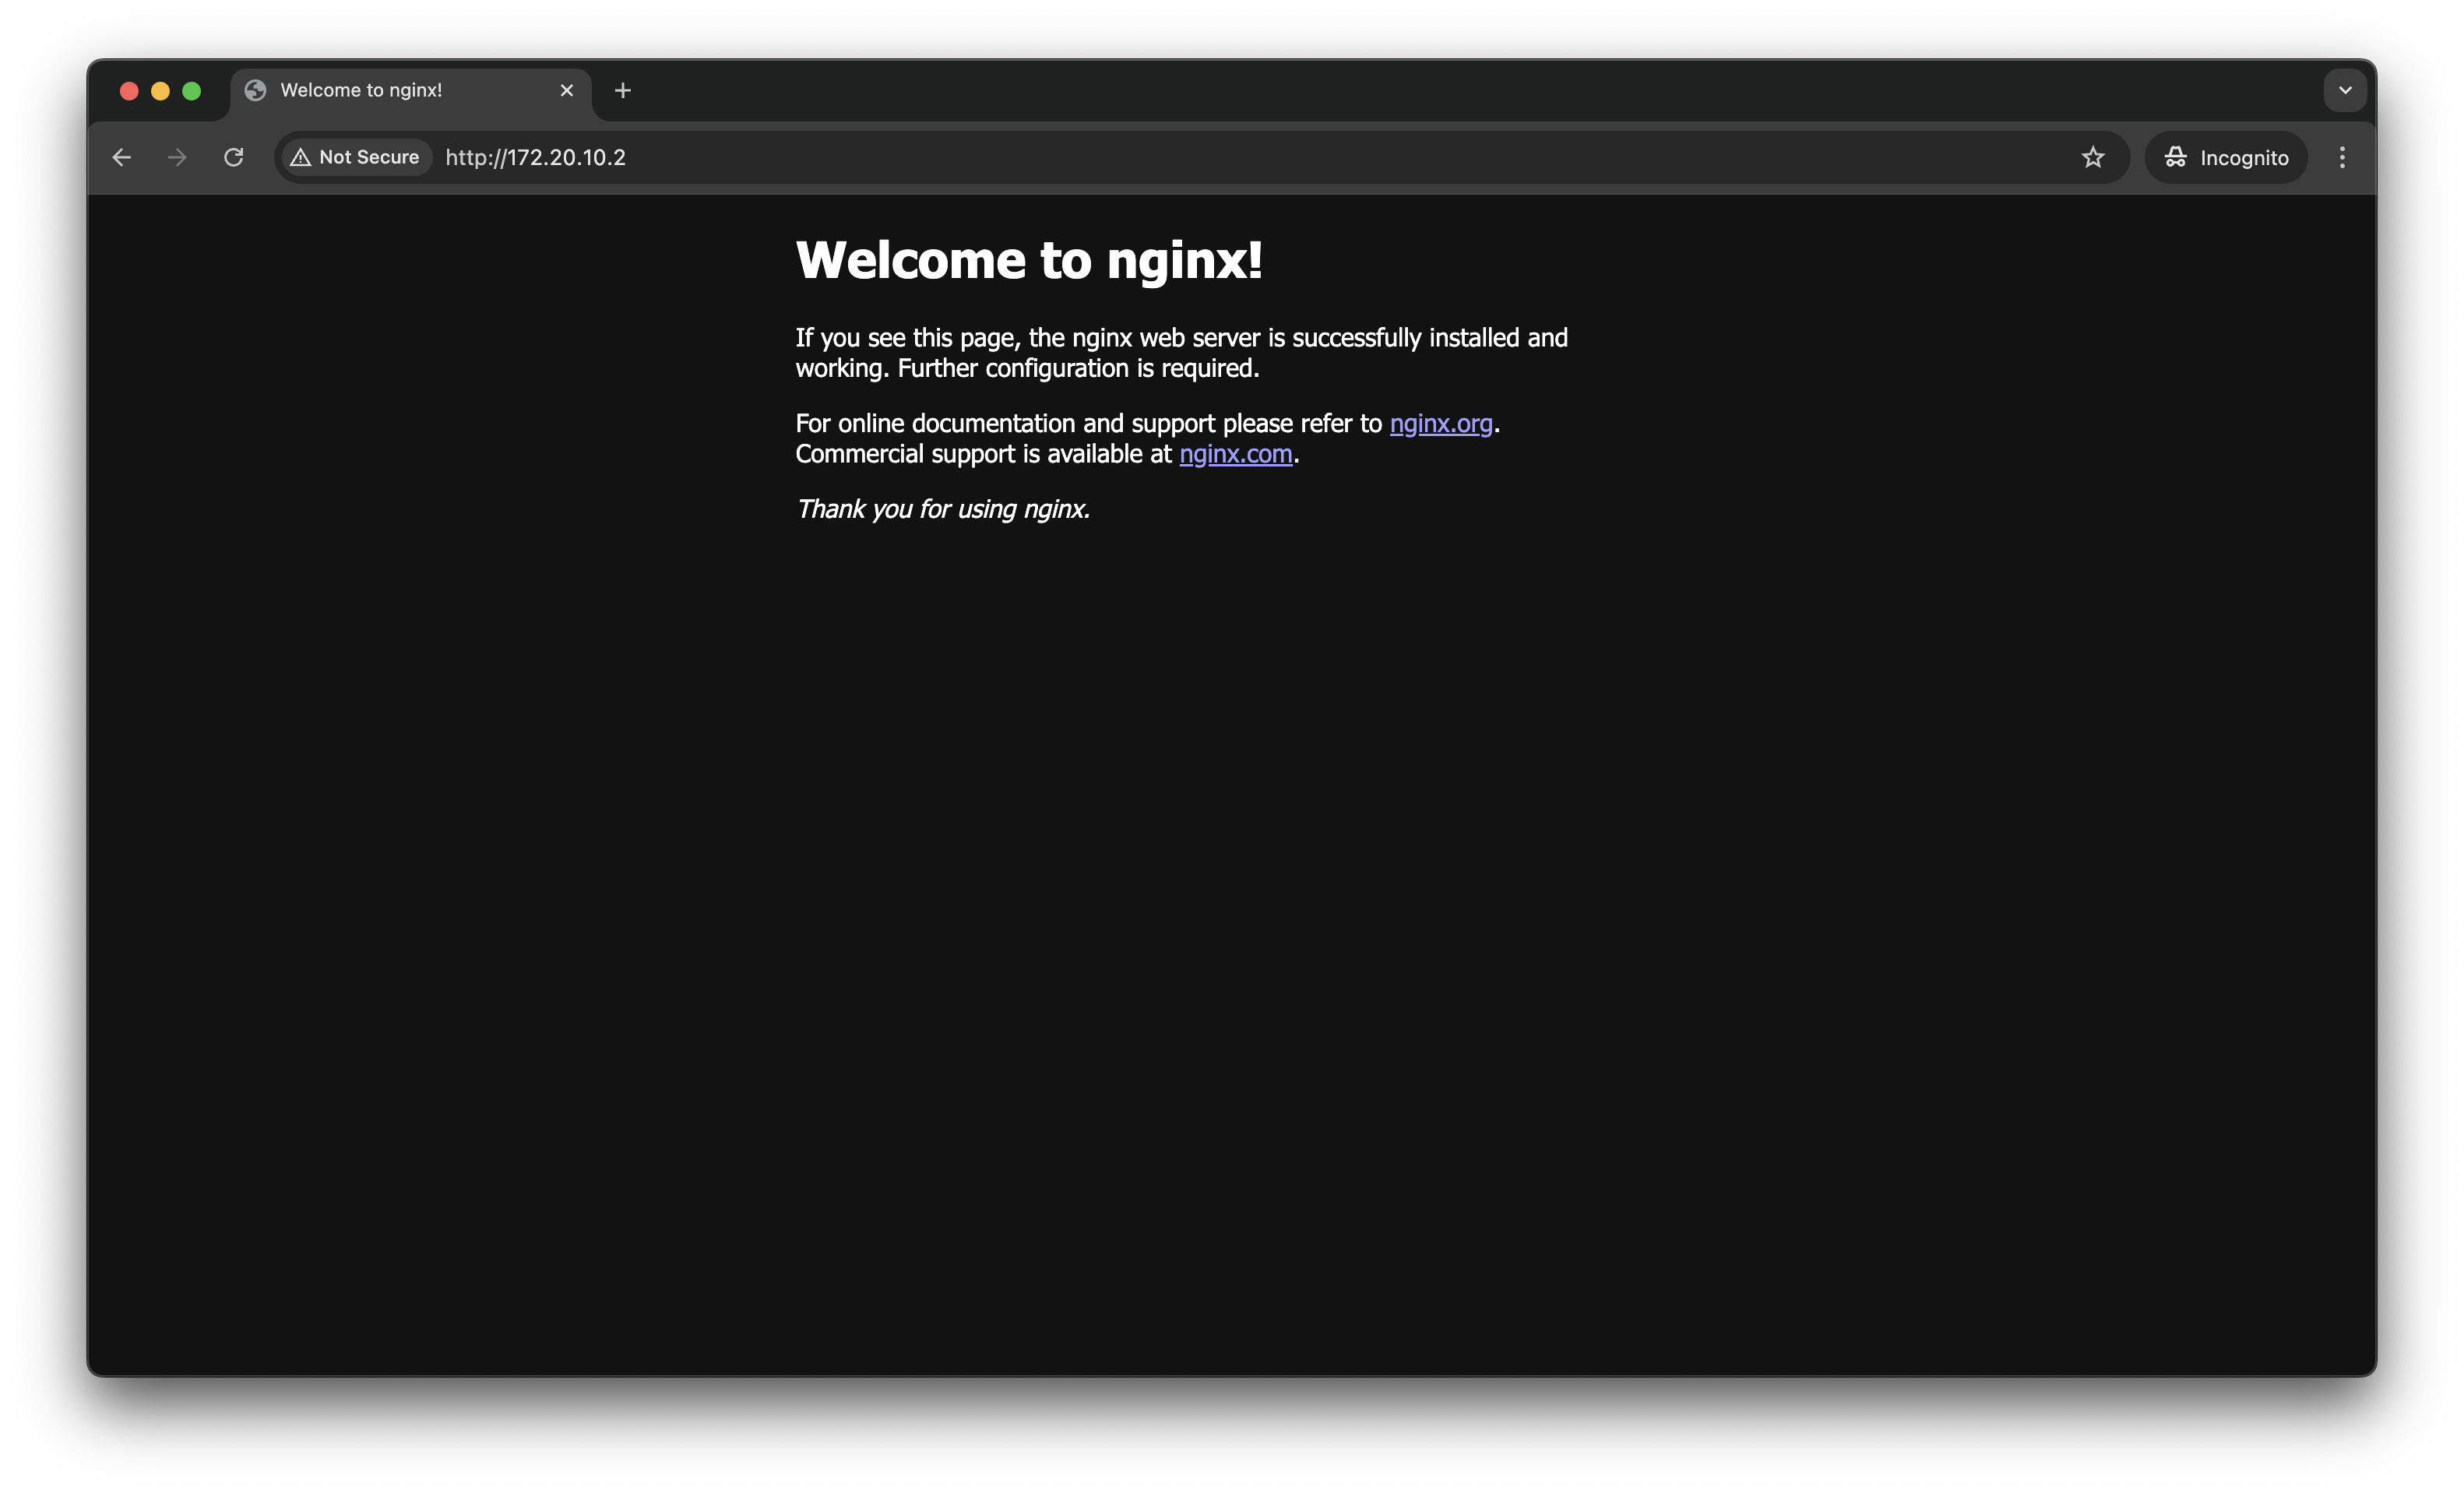 Welcome to nginx!
Not Secure http://172.20.10.2 Incognito
Welcome to nginx!
If you see this page, the nginx web server is successfully installed and
working. Further configuration is required.
For online documentation and support please refer to nginx.org.
Commercial support is available at nginx.com.
Thank you for using nginx.